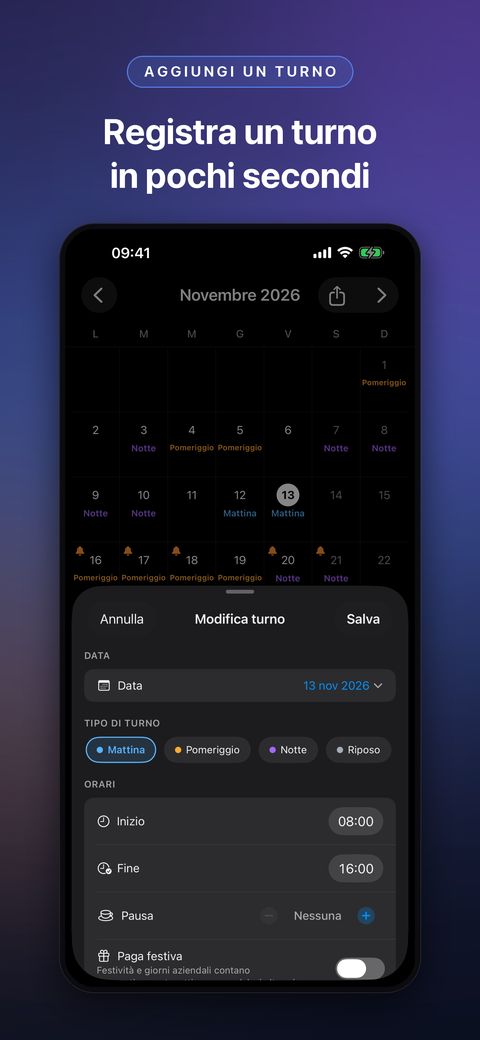 AGGIUNGI UN TURNO
Registra un turno
in pochi secondi
09:41
Novembre 2026
L M M G V S D
1
Pomeriggio
2 3 4 5 6 7 8
Notte Pomeriggio Pomeriggio Notte Notte
9 10 11 12 13 14 15
Notte Notte Mattina Mattina
16 17 18 19 20 21 22
Pomeriggio Pomeriggio Pomeriggio Pomeriggio Notte Notte
Annulla Modifica turno Salva
DATA
Data 13 nov 2026
TIPO DI TURNO
Mattina Pomeriggio Notte Riposo
ORARI
Inizio 08:00
Fine 16:00
Pausa Nessuna
Paga festiva
Festività e giorni aziendali contano